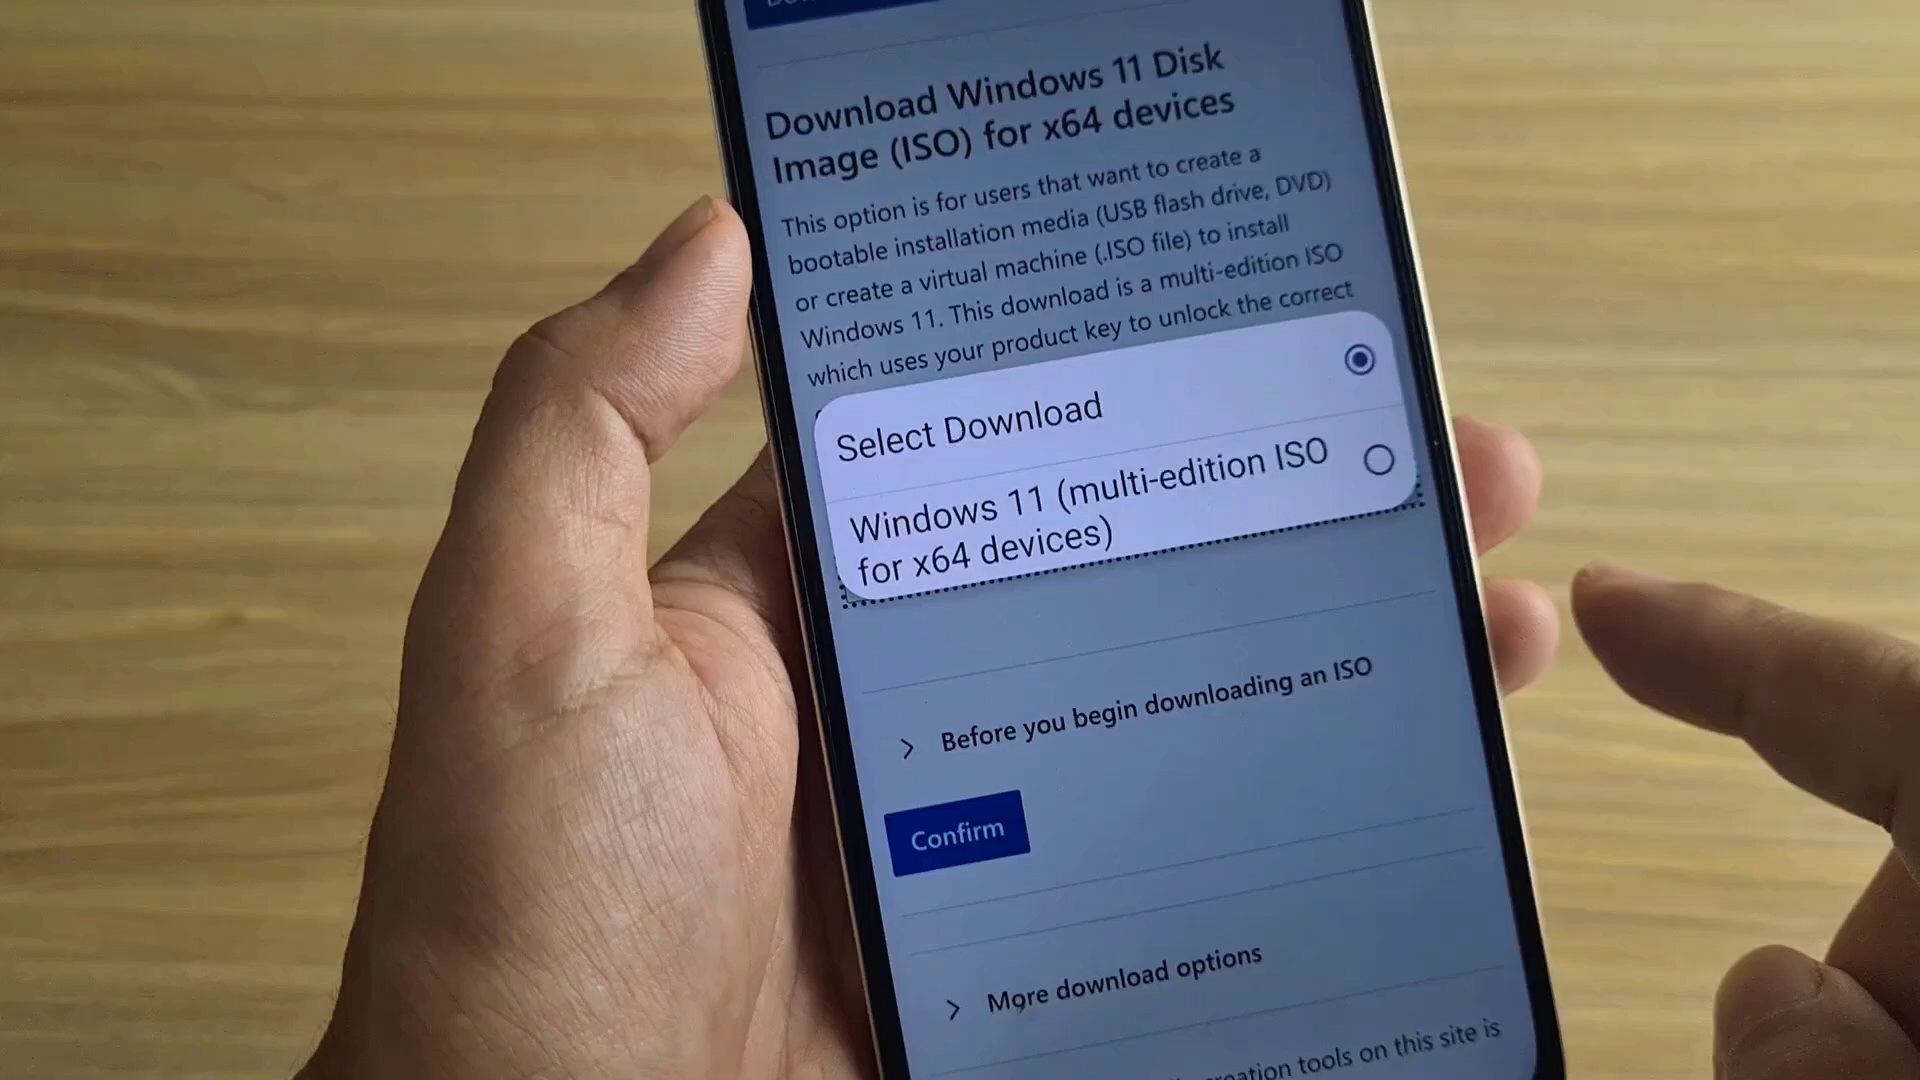 Download Windows 11 Disk
Image (ISO) for x64 devices
This option is for users that want to create a
bootable installation media (USB flash drive, DVD)
or create a virtual machine (.ISO file) to install
Windows 11. This download is a multi-edition ISO
which uses your product key to unlock the correct
Select Download
Windows 11 (multi-edition ISO
for x64 devices)
Before you begin downloading an ISO
Confirm
More download options
tools on this site is